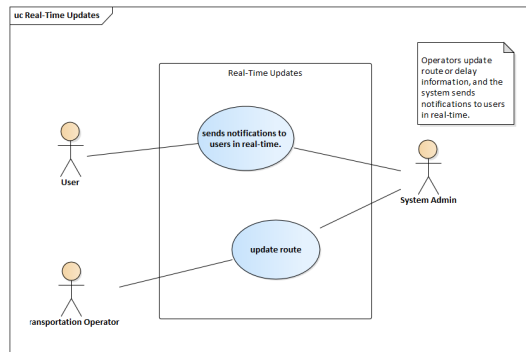 uc Real-Time Updates
Real-Time Updates
Operators update
route or delay
information, and the
system sends
notifications to users
in real-time.
sends notifications to
users in real-time.
User
System Admin
update route
ransportation Operator